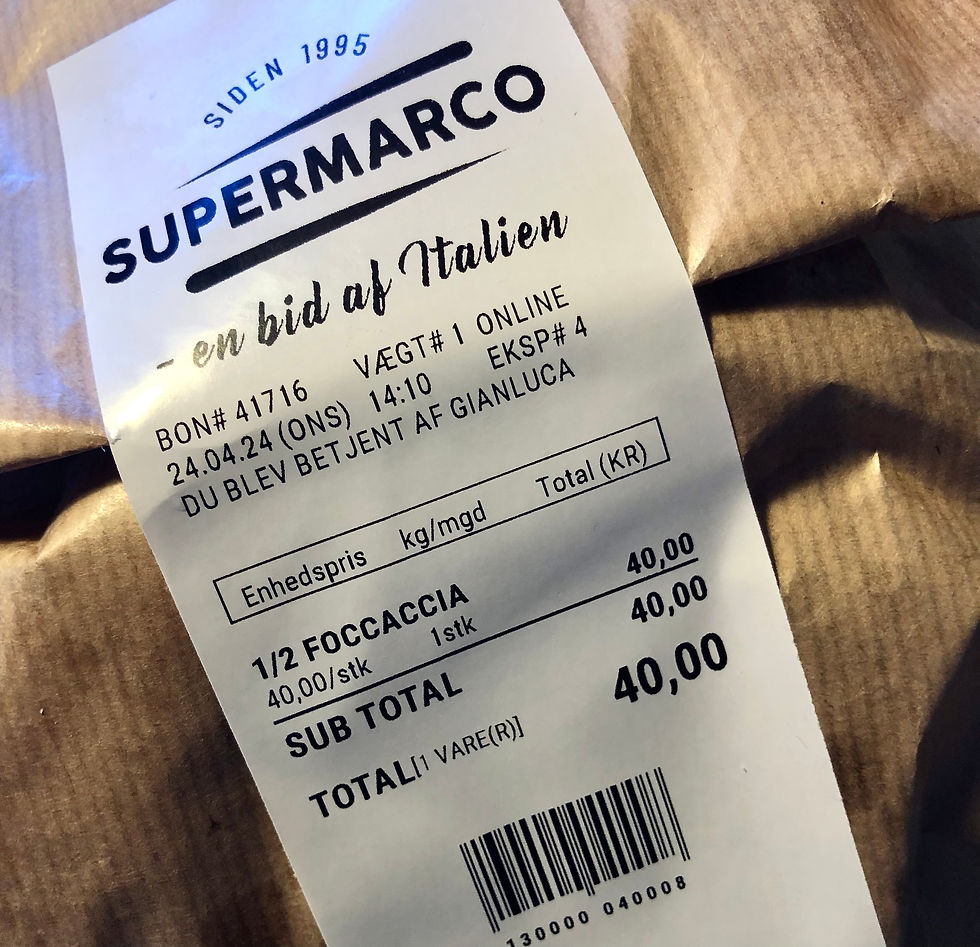 SIDEN 1995
SUPERMARCO
- en bid af Italien
BON# 41716 VÆGT# 1 ONLINE
24.04.24 (ONS) 14:10 EKSP# 4
DU BLEV BETJENT AF GIANLUCA
Enhedspris kg/mgd Total (KR)
1/2 FOCCACCIA 40,00
40,00/stk 1stk
SUB TOTAL 40,00
TOTAL[1 VARE(R)] 40,00
130000 040008